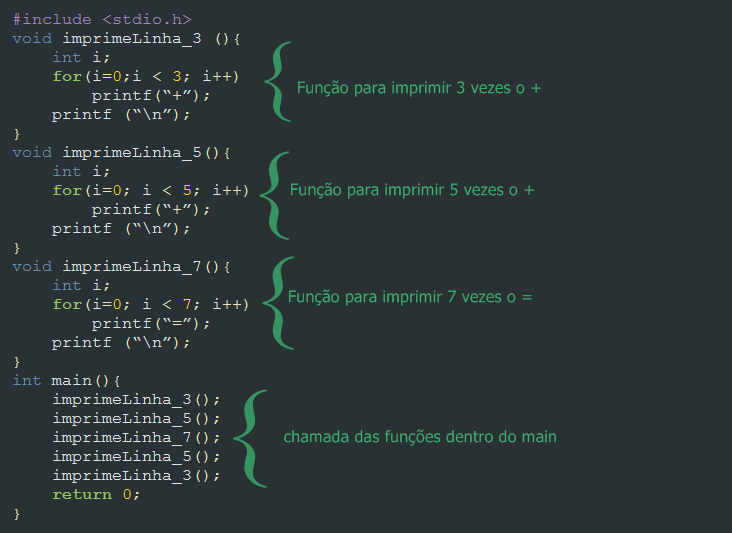 #include <stdio.h>
void imprimeLinha_3 (){
int i;
for(i=0;i < 3; i++)
Função para imprimir 3 vezes o +
printf(“+”);
printf (“\n”);
}
void imprimeLinha_5(){
int i;
for(i=0; i < 5; i++)
Função para imprimir 5 vezes o +
printf(“+”);
printf (“\n”);
}
void imprimeLinha_7(){
int i;
for(i=0; i < 7; i++)
Função para imprimir 7 vezes o =
printf(“=”);
printf (“\n”);
}
int main(){
imprimeLinha_3();
imprimeLinha_5();
imprimeLinha_7();
chamada das funções dentro do main
imprimeLinha_5();
imprimeLinha_3();
return 0;
}